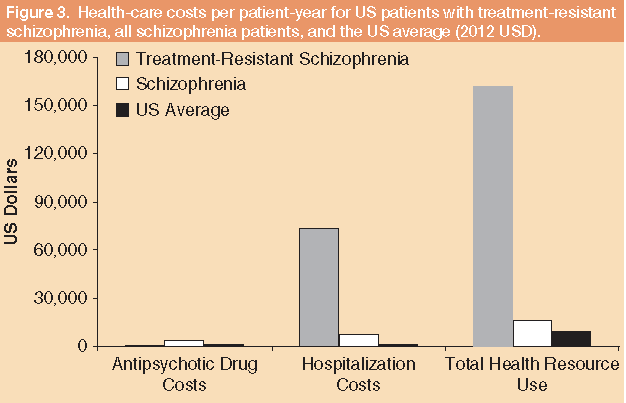 Figure 3. Health-care costs per patient-year for US patients with treatment-resistant
schizophrenia, all schizophrenia patients, and the US average (2012 USD).
180,000
150,000
120,000
90,000
60,000
30,000
0
US Dollars
Treatment-Resistant Schizophrenia
Schizophrenia
US Average
Antipsychotic Drug
Costs
Hospitalization
Costs
Total Health Resource
Use